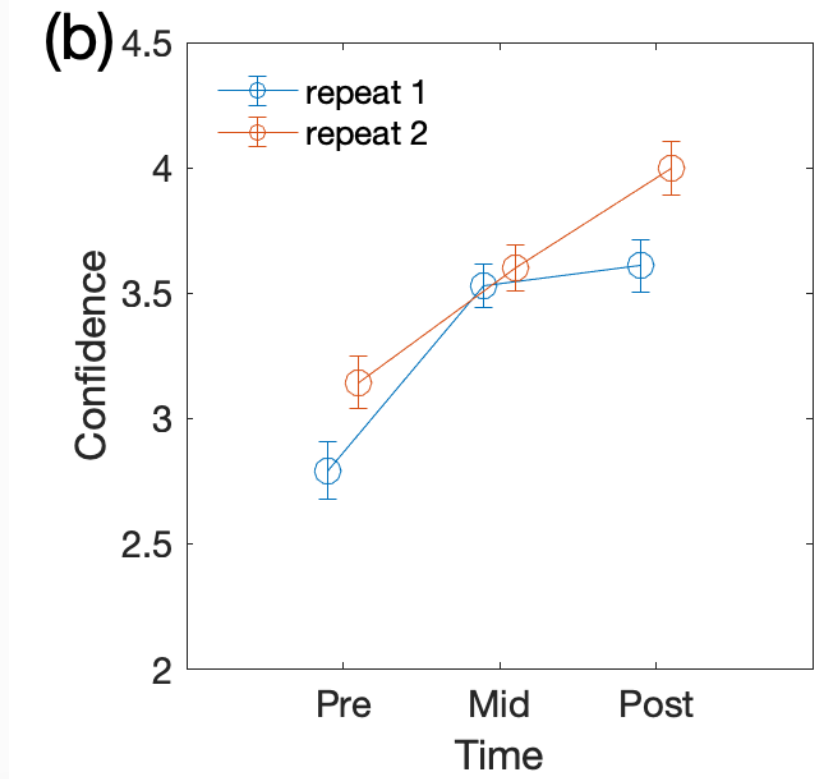 (b)
4.5
repeat 1
repeat 2
4
3.5
3
2.5
2
Confidence
Pre Mid Post
Time